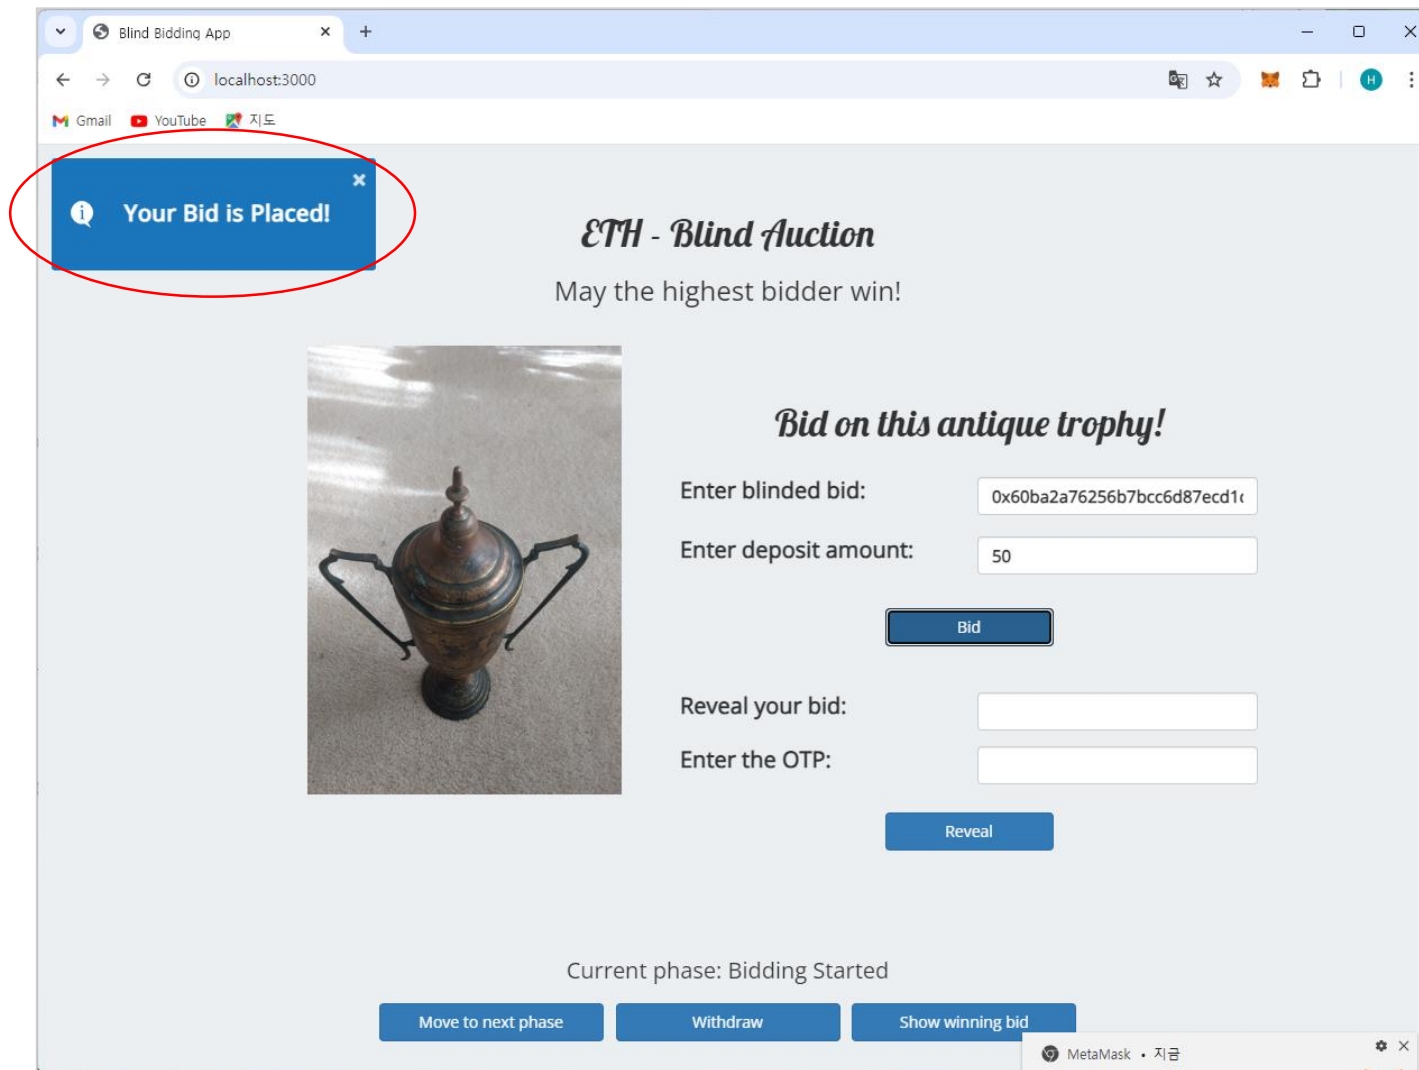 Blind Bidding App
localhost:3000
H
Gmail YouTube 지도
Your Bid is Placed!
ETH - Blind Auction
May the highest bidder win!
Bid on this antique trophy!
Enter blinded bid: 0x60ba2a76256b7bcc6d87ecd1
Enter deposit amount: 50
Bid
Reveal your bid:
Enter the OTP:
Reveal
Current phase: Bidding Started
Move to next phase Withdraw Show winning bid
MetaMask • 지금